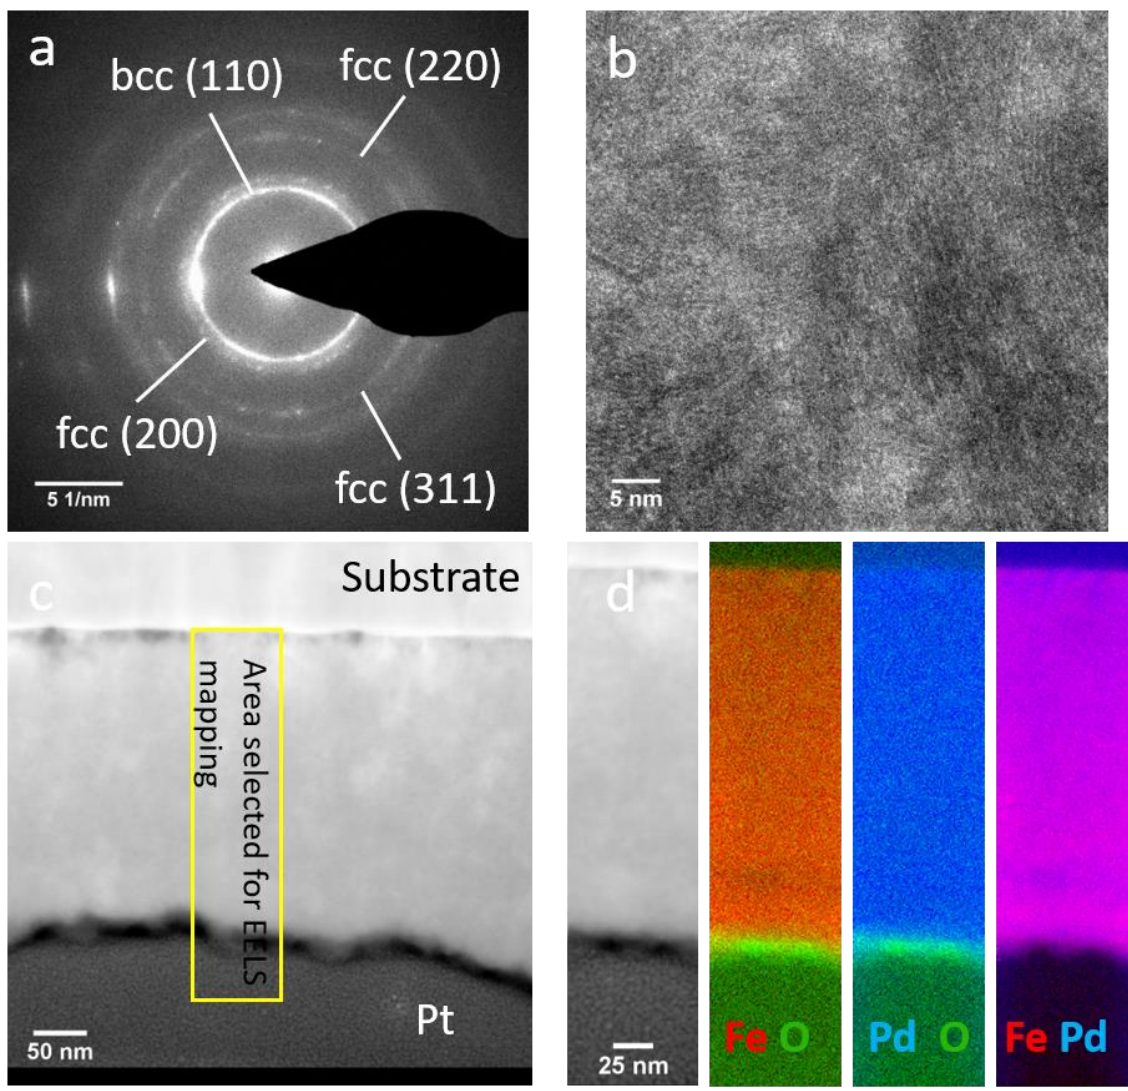 a
bcc (110)
fcc (220)
fcc (200)
fcc (311)
5 1/nm
b
5 nm
c
Substrate
Area selected for EELS
mapping
Pt
50 nm
d
25 nm
Fe O
Pd O
Fe Pd